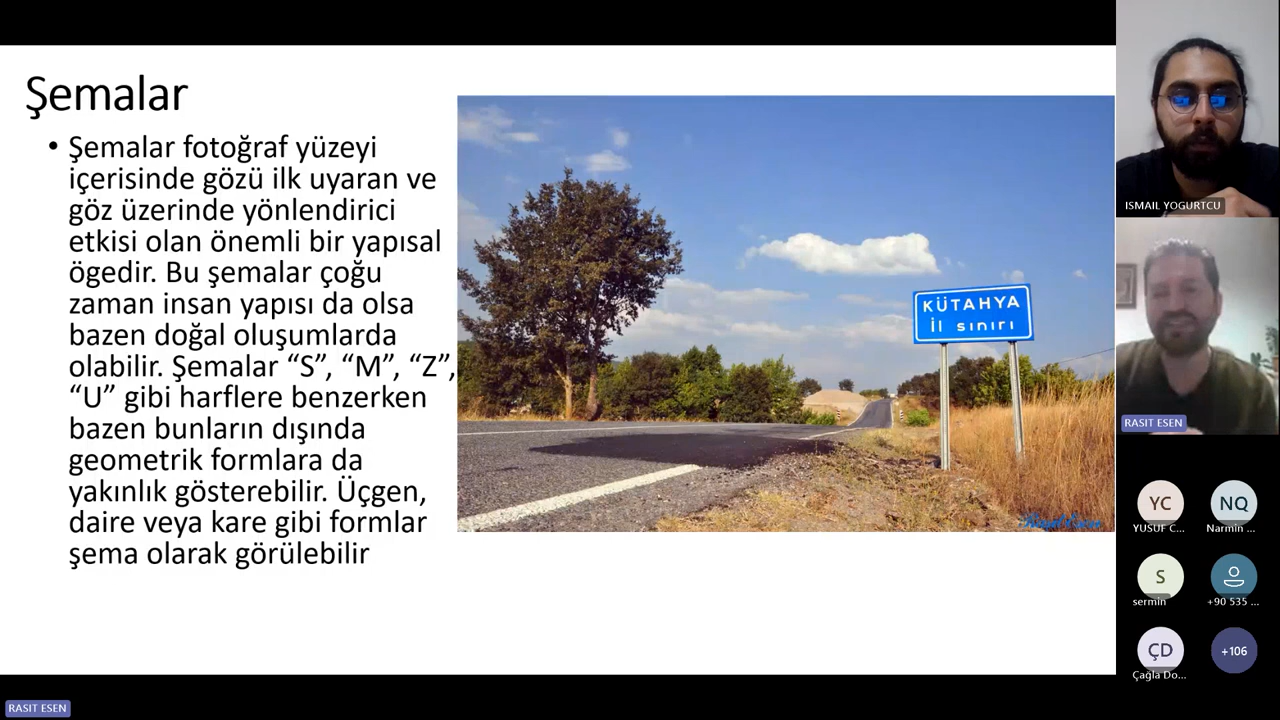 Şemalar
• Şemalar fotoğraf yüzeyi
içerisinde gözü ilk uyaran ve
göz üzerinde yönlendirici
etkisi olan önemli bir yapısal
ögedir. Bu şemalar çoğu
zaman insan yapısı da olsa
bazen doğal oluşumlarda
olabilir. Şemalar “S”, “M”, “Z”,
“U” gibi harflere benzerken
bazen bunların dışında
geometrik formlara da
yakınlık gösterebilir. Üçgen,
daire veya kare gibi formlar
şema olarak görülebilir
KÜTAHYA
İl sınırı
Raşit Esen
ISMAIL YOGURTCU
RASIT ESEN
YC
NQ
YUSUF C...
Narmin ...
S
sermin
+90 535 ...
ÇD
+106
Çağla Do...
RASIT ESEN